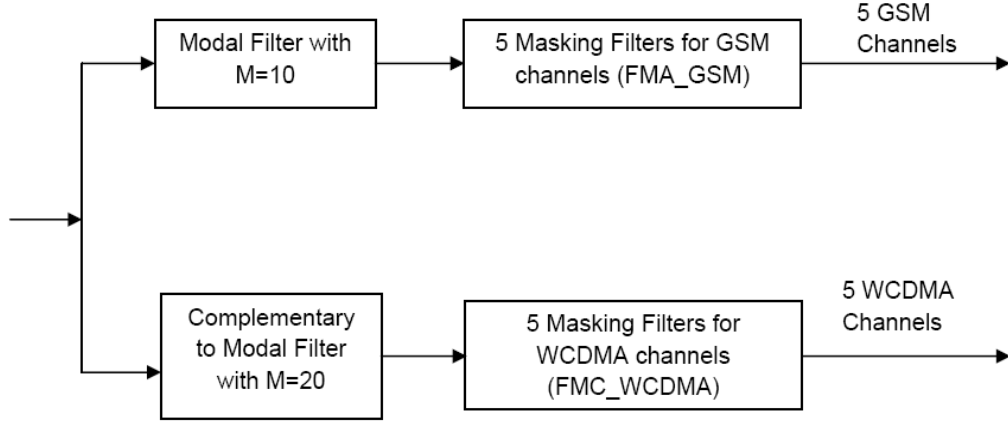 Modal Filter with
M=10
5 Masking Filters for GSM
channels (FMA_GSM)
5 GSM
Channels
Complementary
to Modal Filter
with M=20
5 Masking Filters for
WCDMA channels
(FMC_WCDMA)
5 WCDMA
Channels